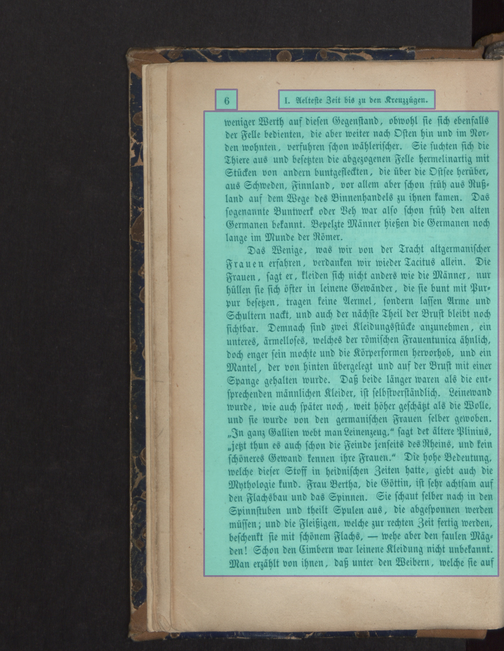 6
1. Aelteste Zeit bis zu den Kreuzzügen.
weniger Werth auf diesen Gegenstand, obwohl sie sich ebenfalls
der Felle bedienten, die aber weiter nach Osten hin und im Nor-
den wohnten, verfuhren schon wählerischer. Sie suchten sich die
Thiere aus und besetzten die abgezogenen Felle hermelinartig mit
Stücken von andern buntgefleckten, die über die Ostsee herüber,
aus Schweden, Finnland, vor allem aber schon früh aus Ruß-
land auf dem Wege des Binnenhandels zu ihnen kamen. Das
sogenannte Buntwerk oder Veh war also schon früh den alten
Germanen bekannt. Bepelzte Männer hießen die Germanen noch
lange im Munde der Römer.
Das Wenige, was wir von der Tracht altgermanischer
Frauen erfahren, verdanken wir wieder Tacitus allein. Die
Frauen, sagt er, kleiden sich nicht anders wie die Männer, nur
hüllen sie sich öfter in leinene Gewänder, die sie bunt mit Pur-
pur besetzen, tragen keine Aermel, sondern lassen Arme und
Schultern nackt, und auch der nächste Theil der Brust bleibt noch
sichtbar. Demnach sind zwei Kleidungsstücke anzunehmen, ein
unteres, ärmelloses, welches der römischen Frauentunica ähnlich,
doch enger sein mochte und die Körperformen hervorhob, und ein
Mantel, der von hinten übergelegt und auf der Brust mit einer
Spange gehalten wurde. Daß beide länger waren als die ent-
sprechenden männlichen Kleider, ist selbstverständlich. Leinewand
wurde, wie auch später noch, weit höher geschätzt als die Wolle,
und sie wurde von den germanischen Frauen selber gewoben.
„In ganz Gallien webt man Leinenzeug,“ sagt der ältere Plinius,
„jetzt thun es auch schon die Feinde jenseits des Rheins, und kein
schöneres Gewand kennen ihre Frauen.“ Die hohe Bedeutung,
welche dieser Stoff in heidnischen Zeiten hatte, giebt auch die
Mythologie kund. Frau Bertha, die Göttin, ist sehr achtsam auf
den Flachsbau und das Spinnen. Sie schaut selber nach in den
Spinnstuben und theilt Spulen aus, die abgesponnen werden
müssen; und die Fleißigen, welche zur rechten Zeit fertig werden,
beschenkt sie mit schönem Flachs, — wehe aber den faulen Mäg-
den! Schon den Cimbern war leinene Kleidung nicht unbekannt.
Man erzählt von ihnen, daß unter den Weibern, welche sie auf